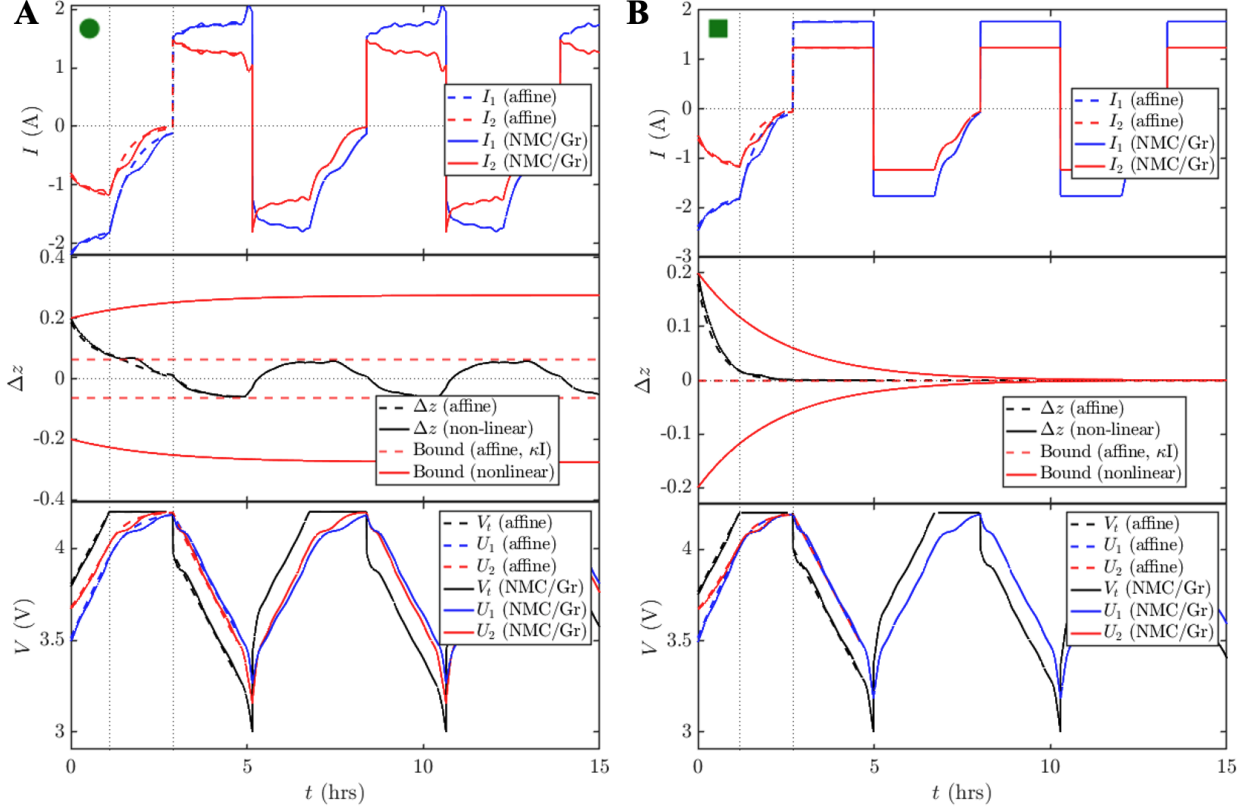 A
2
1
0
-1
-2
I (A)
I₁ (affine)
I₂ (affine)
I₁ (NMC/Gr)
I₂ (NMC/Gr)
0.4
0.2
0
-0.2
-0.4
Δz
Δz (affine)
Δz (non-linear)
Bound (affine, κI)
Bound (nonlinear)
4
3.5
3
V (V)
Vₜ (affine)
U₁ (affine)
U₂ (affine)
Vₜ (NMC/Gr)
U₁ (NMC/Gr)
U₂ (NMC/Gr)
0 5 10 15
t (hrs)
B
2
1
0
-1
-2
-3
I (A)
I₁ (affine)
I₂ (affine)
I₁ (NMC/Gr)
I₂ (NMC/Gr)
0.2
0.1
0
-0.1
-0.2
Δz
Δz (affine)
Δz (non-linear)
Bound (affine, κI)
Bound (nonlinear)
4
3.5
3
V (V)
Vₜ (affine)
U₁ (affine)
U₂ (affine)
Vₜ (NMC/Gr)
U₁ (NMC/Gr)
U₂ (NMC/Gr)
0 5 10 15
t (hrs)